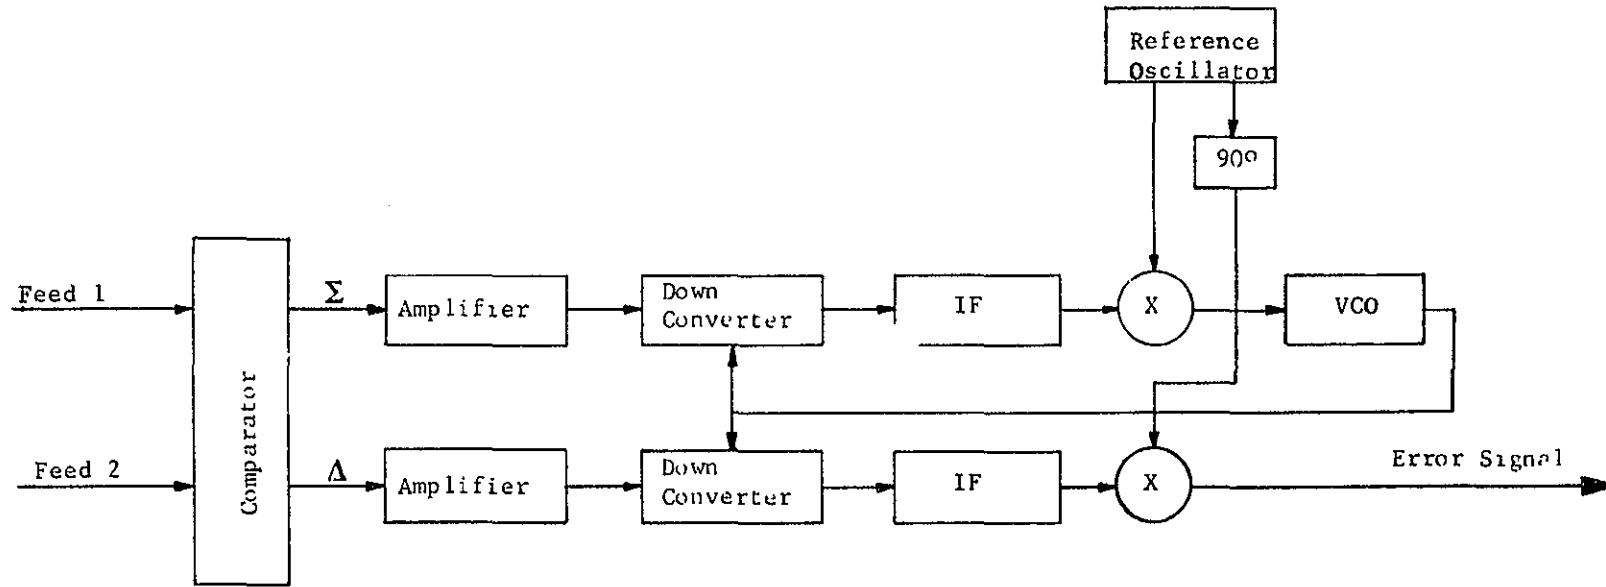 Reference
Oscillator
90°
Feed 1
Σ
Amplifier
Down
Converter
IF
X
VCO
Comparator
Feed 2
Δ
Amplifier
Down
Converter
IF
X
Error Signal